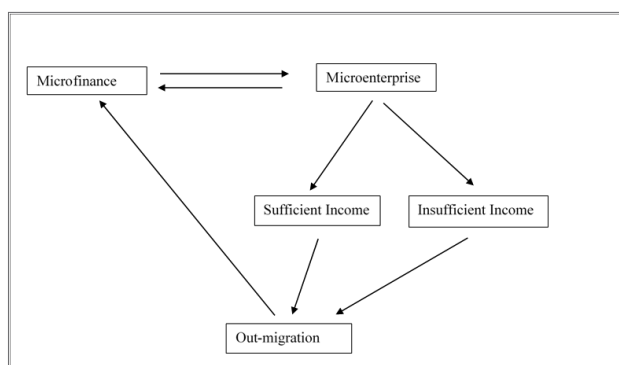 Microfinance
Microenterprise
Sufficient Income
Insufficient Income
Out-migration